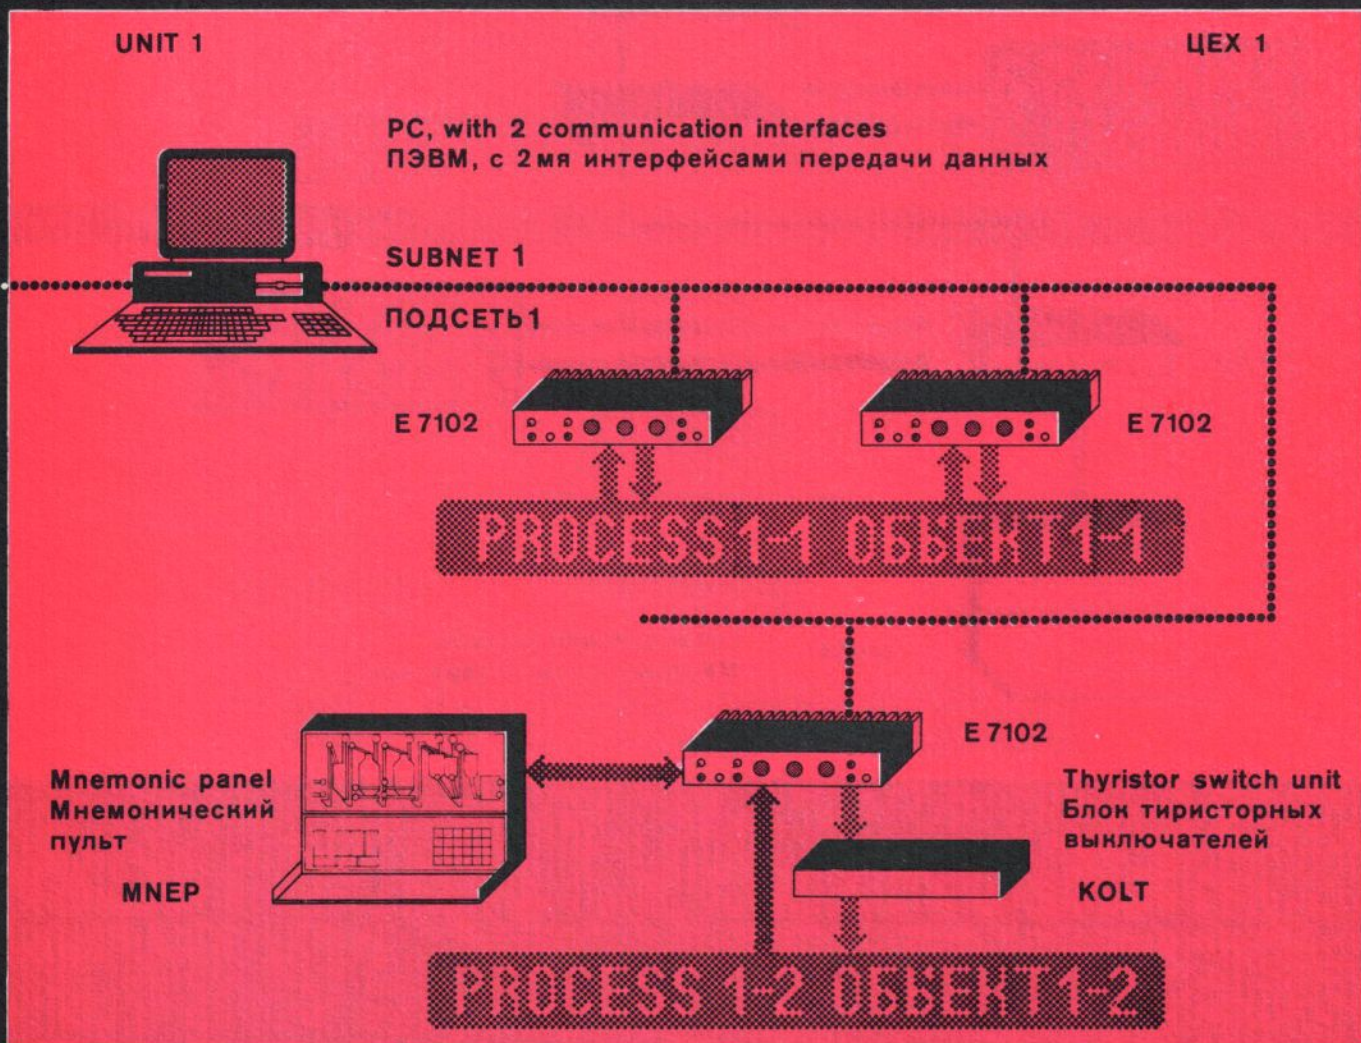 UNIT 1
ЦЕХ 1
PC, with 2 communication interfaces
ПЭВМ, с 2мя интерфейсами передачи данных
SUBNET 1
ПОДСЕТЬ1
E 7102
E 7102
PROCESS 1-1 ОБЪЕКТ 1-1
E 7102
Mnemonic panel
Мнемонический
пульт
MNEP
Thyristor switch unit
Блок тиристорных
выключателей
KOLT
PROCESS 1-2 ОБЪЕКТ 1-2